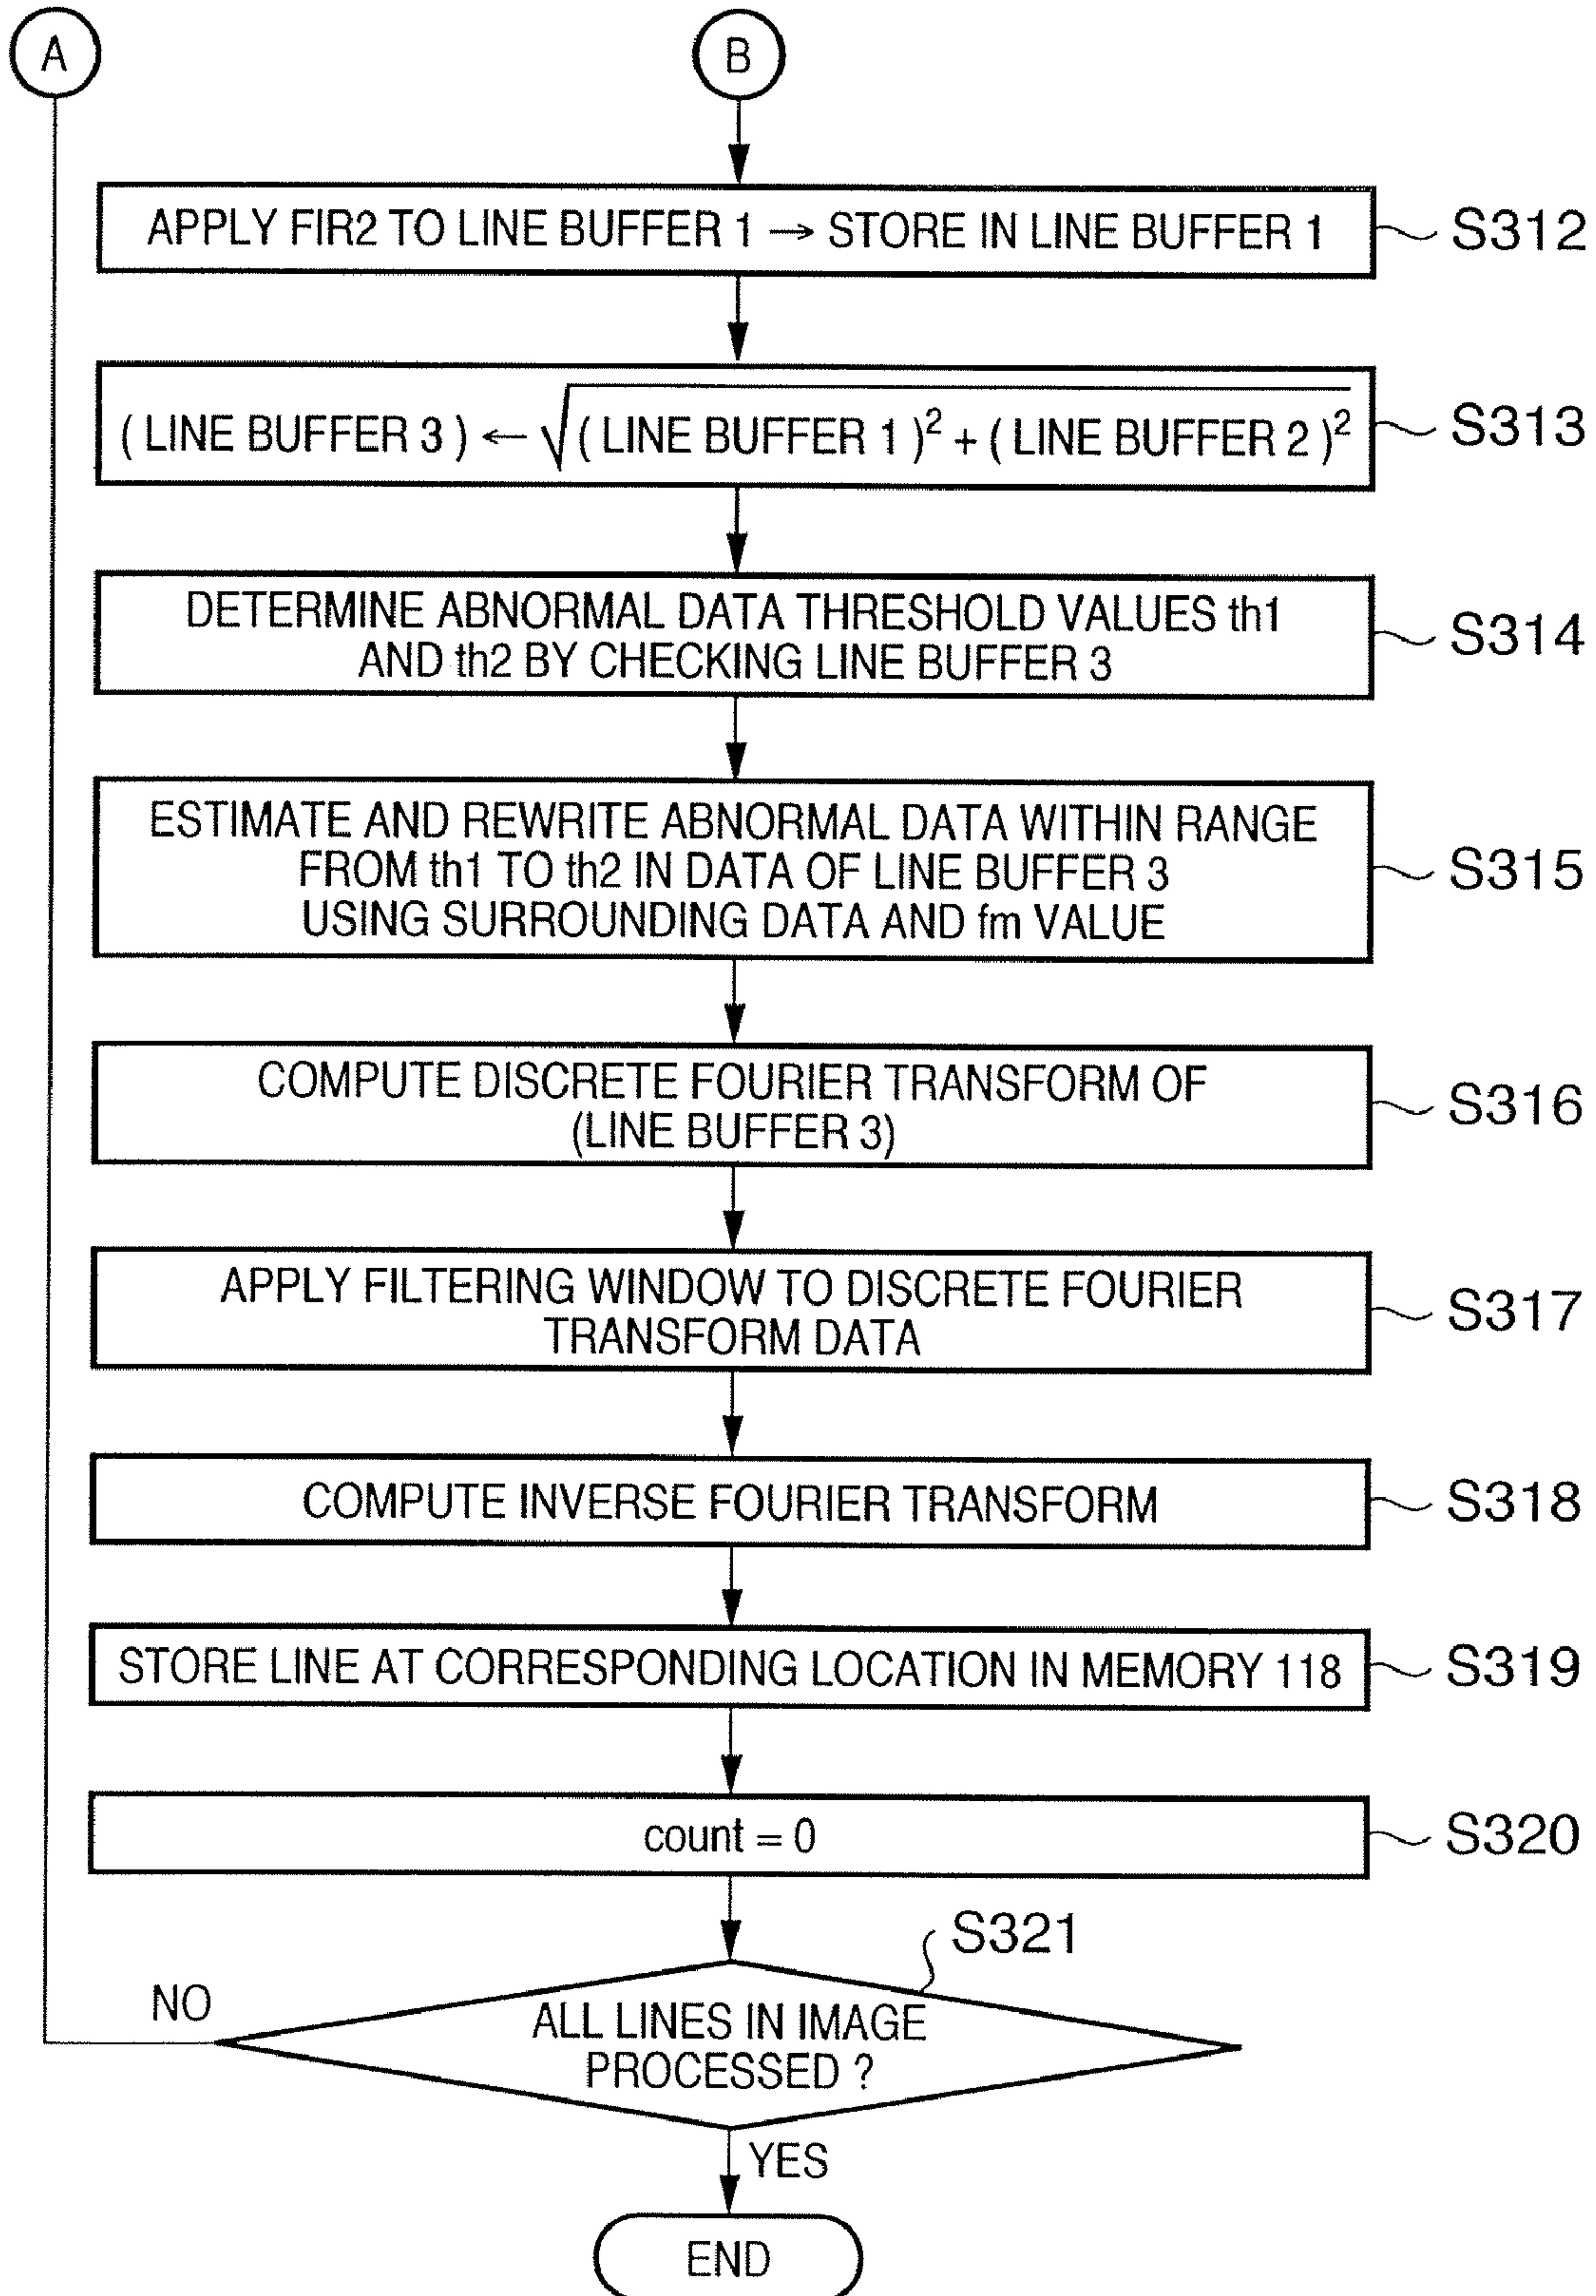 A
B
APPLY FIR2 TO LINE BUFFER 1 → STORE IN LINE BUFFER 1
S312
( LINE BUFFER 3 ) ← √( LINE BUFFER 1 )² + ( LINE BUFFER 2 )²
S313
DETERMINE ABNORMAL DATA THRESHOLD VALUES th1
AND th2 BY CHECKING LINE BUFFER 3
S314
ESTIMATE AND REWRITE ABNORMAL DATA WITHIN RANGE
FROM th1 TO th2 IN DATA OF LINE BUFFER 3
USING SURROUNDING DATA AND fm VALUE
S315
COMPUTE DISCRETE FOURIER TRANSFORM OF
(LINE BUFFER 3)
S316
APPLY FILTERING WINDOW TO DISCRETE FOURIER
TRANSFORM DATA
S317
COMPUTE INVERSE FOURIER TRANSFORM
S318
STORE LINE AT CORRESPONDING LOCATION IN MEMORY 118
S319
count = 0
S320
S321
NO
ALL LINES IN IMAGE
PROCESSED ?
YES
END